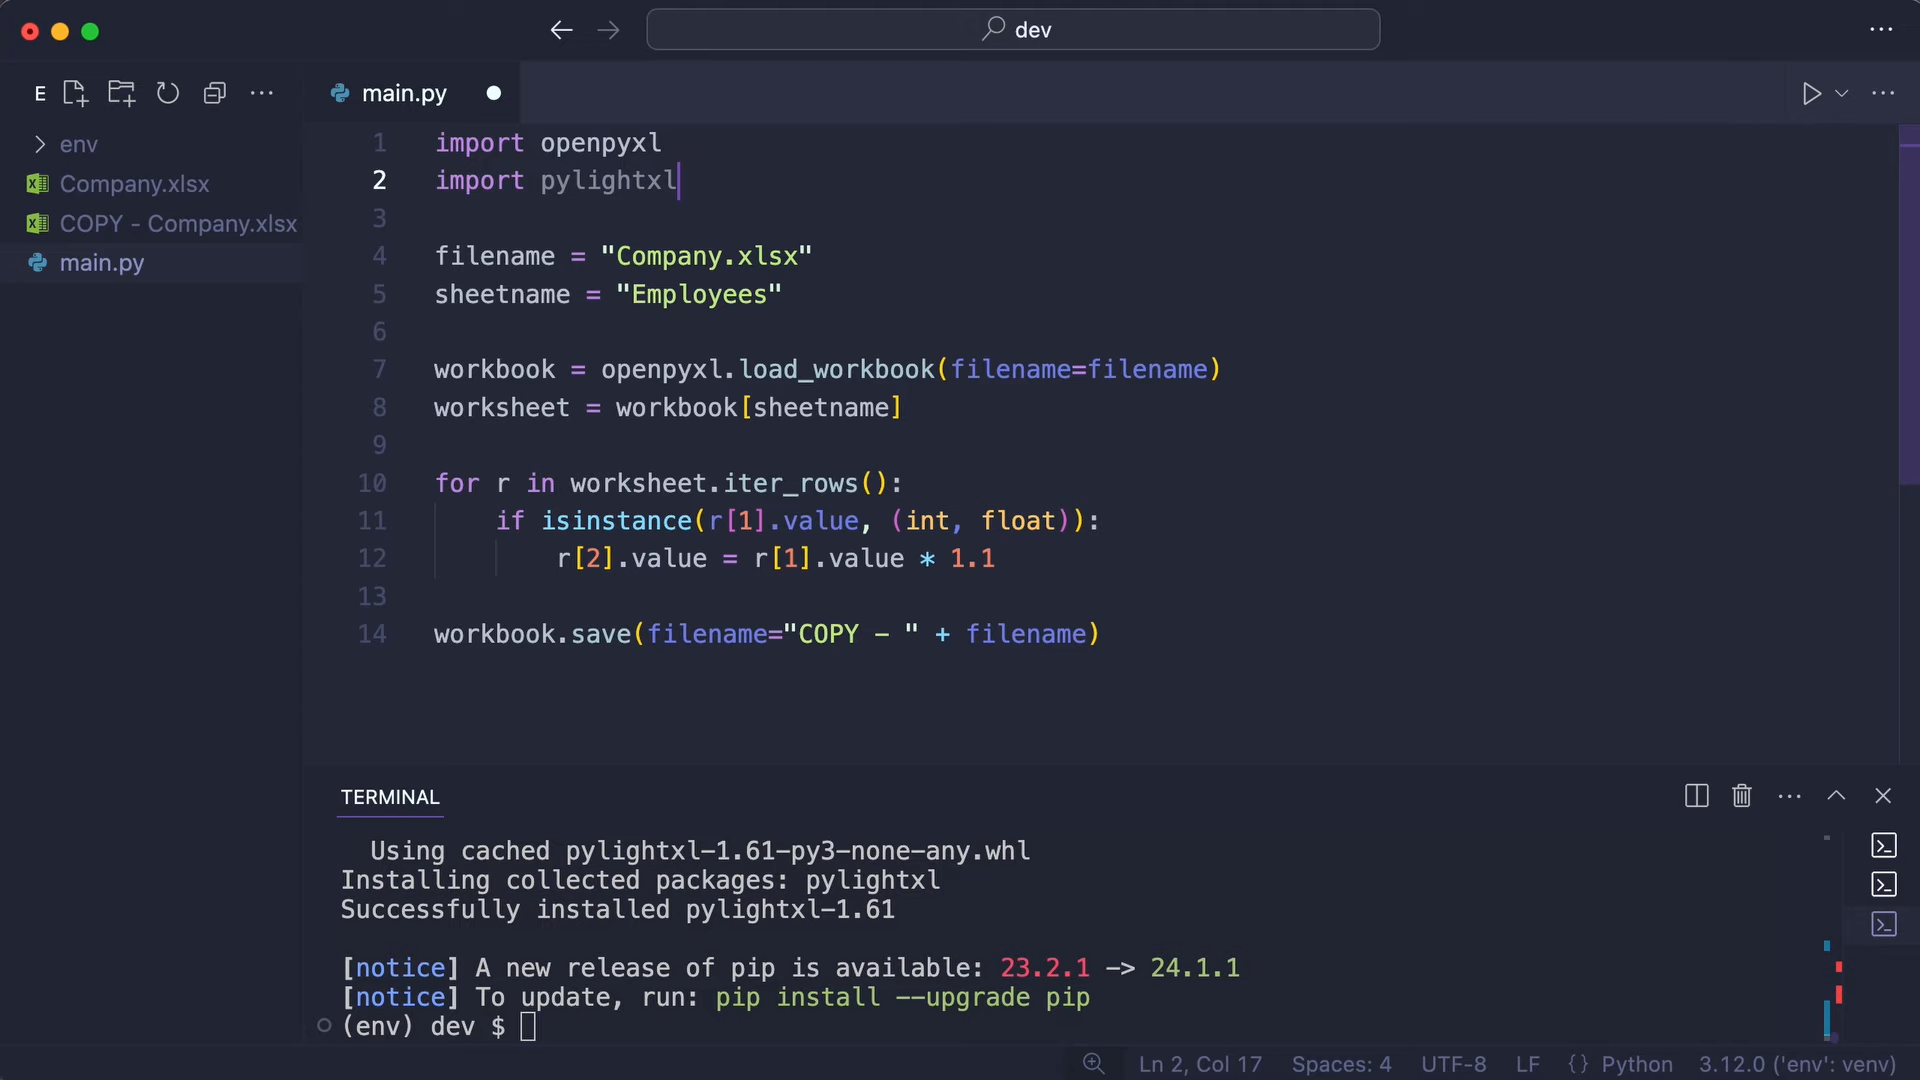 dev
E
main.py
env
Company.xlsx
COPY - Company.xlsx
main.py
1 import openpyxl
2 import pylightxl
3
4 filename = "Company.xlsx"
5 sheetname = "Employees"
6
7 workbook = openpyxl.load_workbook(filename=filename)
8 worksheet = workbook[sheetname]
9
10 for r in worksheet.iter_rows():
11 if isinstance(r[1].value, (int, float)):
12 r[2].value = r[1].value * 1.1
13
14 workbook.save(filename="COPY - " + filename)
TERMINAL
Using cached pylightxl-1.61-py3-none-any.whl
Installing collected packages: pylightxl
Successfully installed pylightxl-1.61
[notice] A new release of pip is available: 23.2.1 -> 24.1.1
[notice] To update, run: pip install --upgrade pip
(env) dev $
Ln 2, Col 17 Spaces: 4 UTF-8 LF {} Python 3.12.0 ('env': venv)